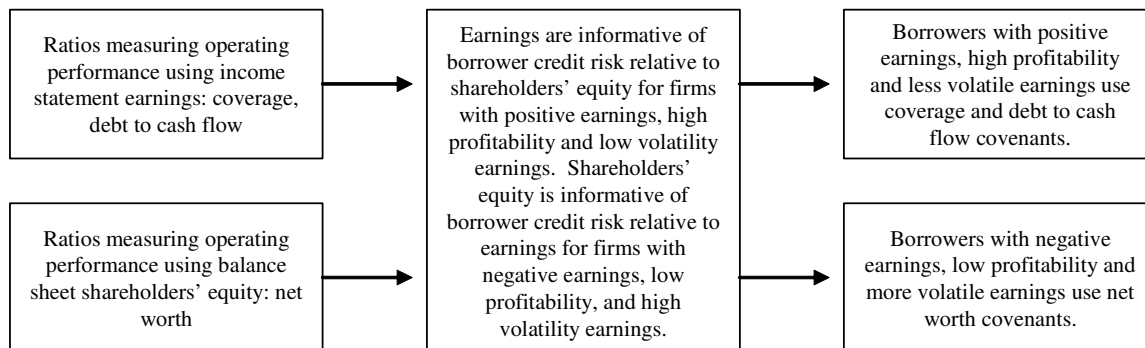 Ratios measuring operating
performance using income
statement earnings: coverage,
debt to cash flow
Ratios measuring operating
performance using balance
sheet shareholders' equity: net
worth
Earnings are informative of
borrower credit risk relative to
shareholders' equity for firms
with positive earnings, high
profitability and low volatility
earnings.  Shareholders'
equity is informative of
borrower credit risk relative to
earnings for firms with
negative earnings, low
profitability, and high
volatility earnings.
Borrowers with positive
earnings, high profitability
and less volatile earnings use
coverage and debt to cash
flow covenants.
Borrowers with negative
earnings, low profitability and
more volatile earnings use net
worth covenants.